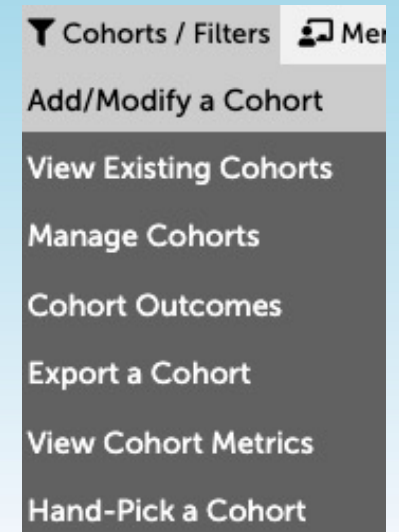 Cohorts / Filters
Add/Modify a Cohort
View Existing Cohorts
Manage Cohorts
Cohort Outcomes
Export a Cohort
View Cohort Metrics
Hand-Pick a Cohort